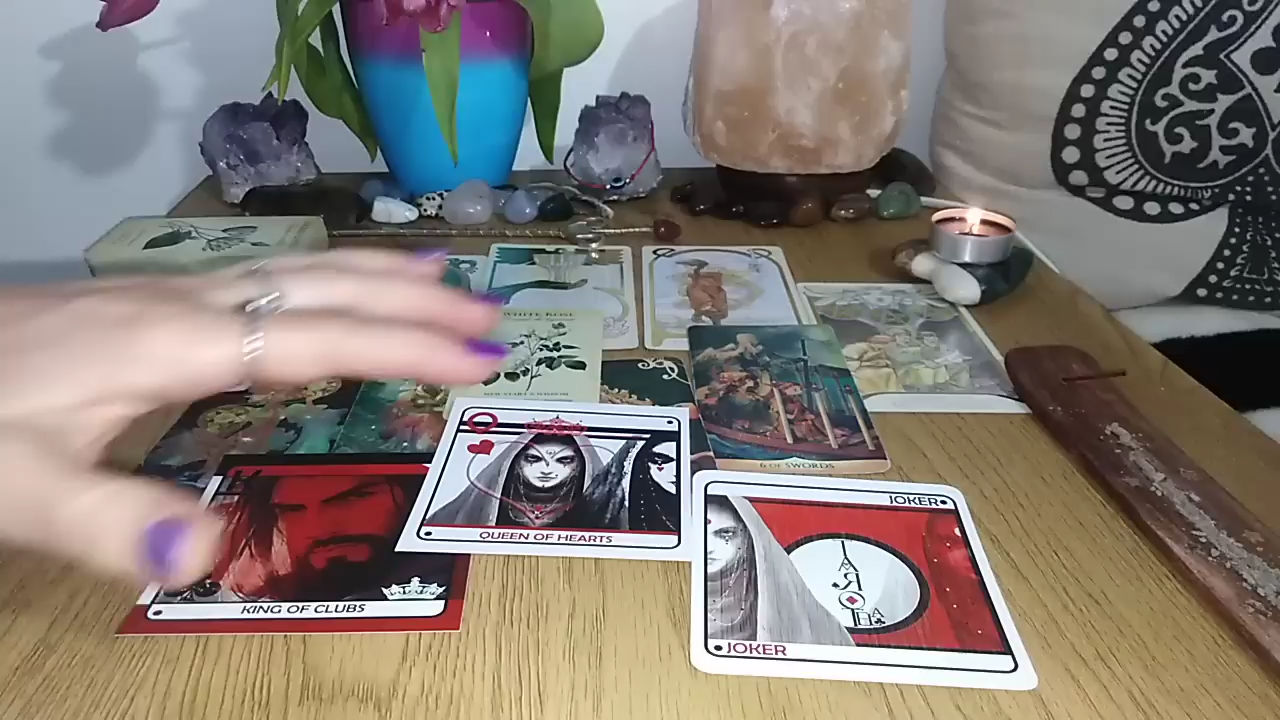 WHITE ROSE
NEW START & WISDOM
6 OF SWORDS
Q
QUEEN OF HEARTS
K
KING OF CLUBS
JOKER
JOKER